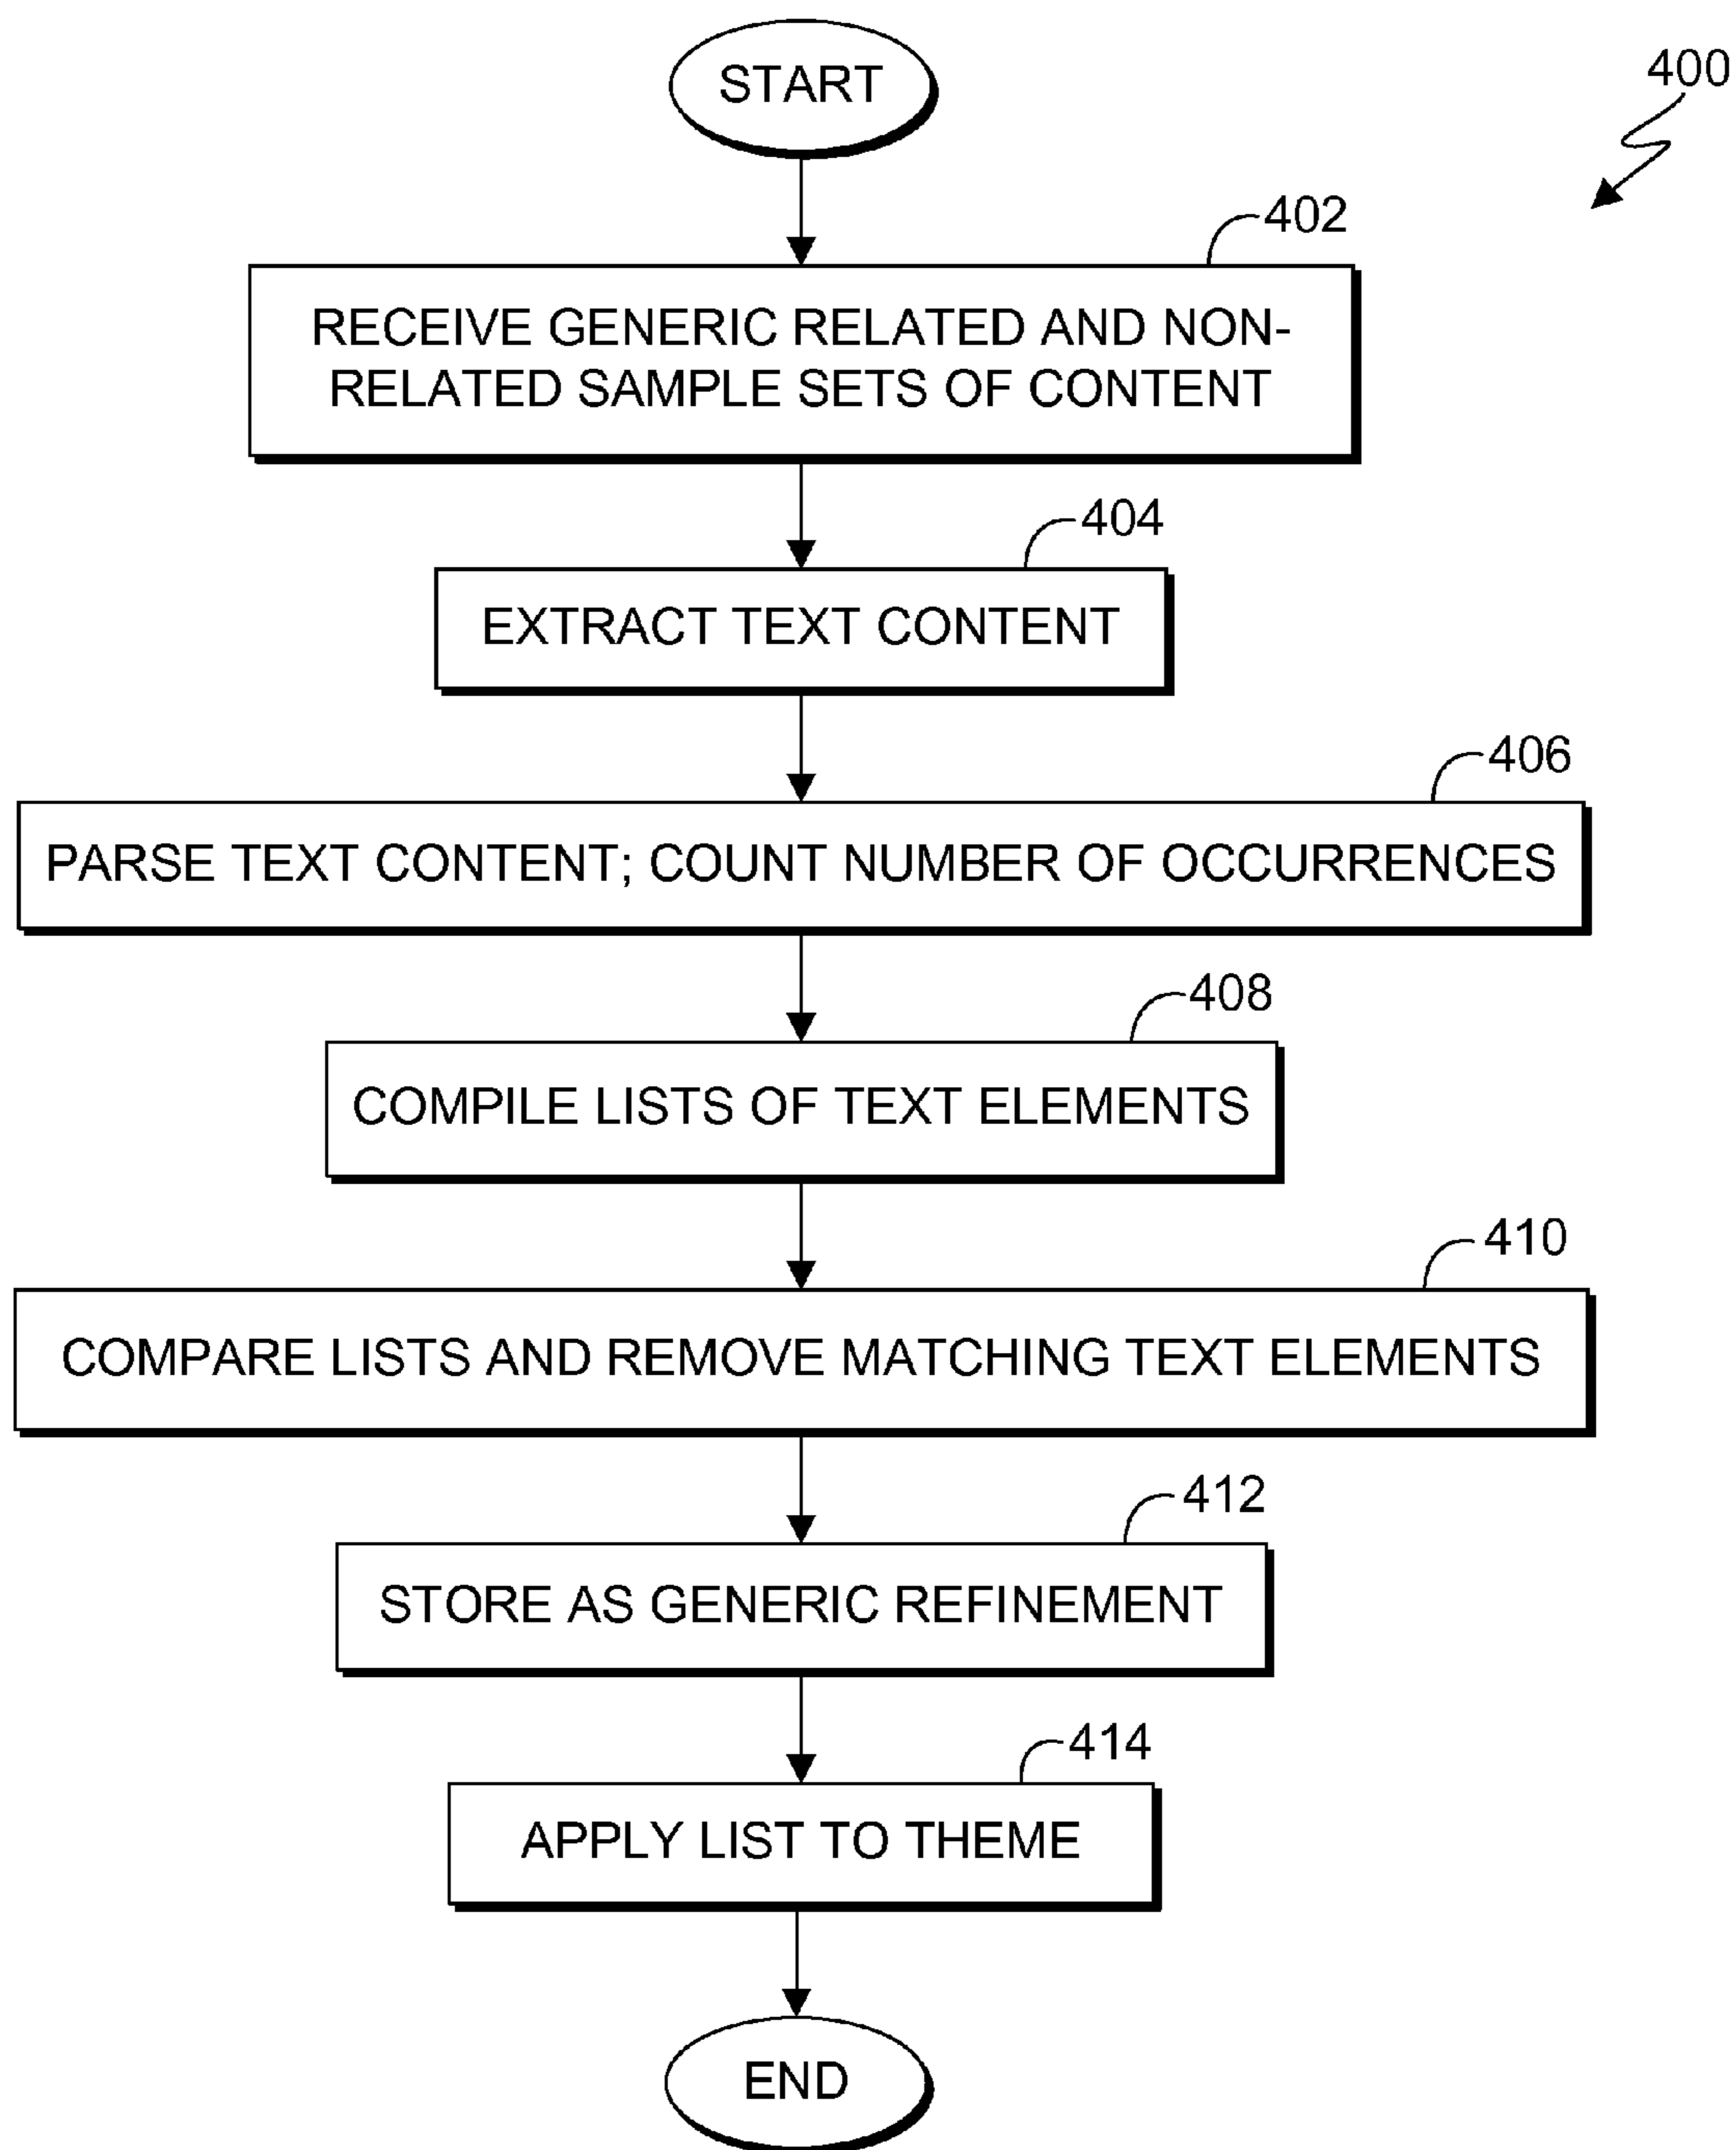 START
400
402
RECEIVE GENERIC RELATED AND NON-
RELATED SAMPLE SETS OF CONTENT
404
EXTRACT TEXT CONTENT
406
PARSE TEXT CONTENT; COUNT NUMBER OF OCCURRENCES
408
COMPILE LISTS OF TEXT ELEMENTS
410
COMPARE LISTS AND REMOVE MATCHING TEXT ELEMENTS
412
STORE AS GENERIC REFINEMENT
414
APPLY LIST TO THEME
END